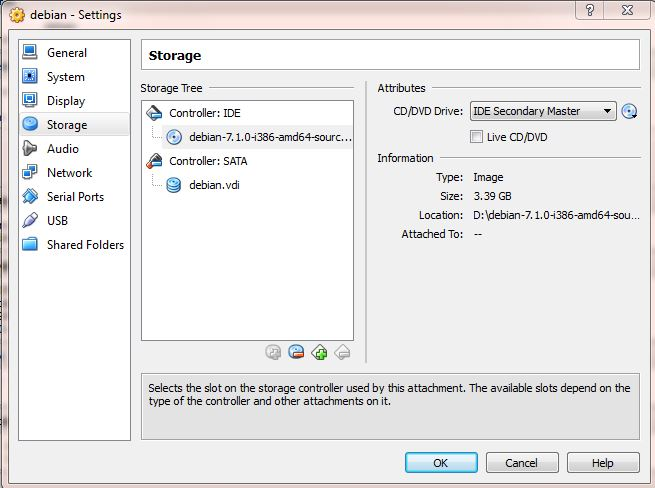 debian - Settings
General
System
Display
Storage
Audio
Network
Serial Ports
USB
Shared Folders
Storage
Storage Tree
Controller: IDE
debian-7.1.0-i386-amd64-sourc...
Controller: SATA
debian.vdi
Attributes
CD/DVD Drive: IDE Secondary Master
Live CD/DVD
Information
Type: Image
Size: 3.39 GB
Location: D:\debian-7.1.0-i386-amd64-sou...
Attached To: --
Selects the slot on the storage controller used by this attachment. The available slots depend on the
type of the controller and other attachments on it.
OK Cancel Help